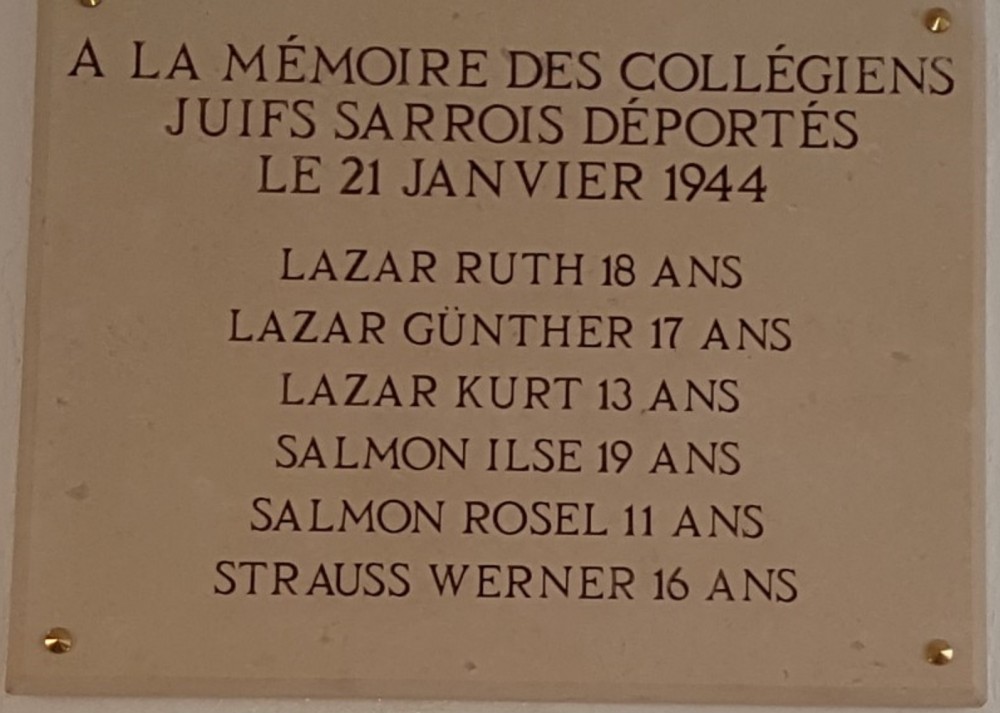 A LA MÉMOIRE DES COLLÉGIENS
JUIFS SARROIS DÉPORTÉS
LE 21 JANVIER 1944
LAZAR RUTH 18 ANS
LAZAR GÜNTHER 17 ANS
LAZAR KURT 13 ANS
SALMON ILSE 19 ANS
SALMON ROSEL 11 ANS
STRAUSS WERNER 16 ANS